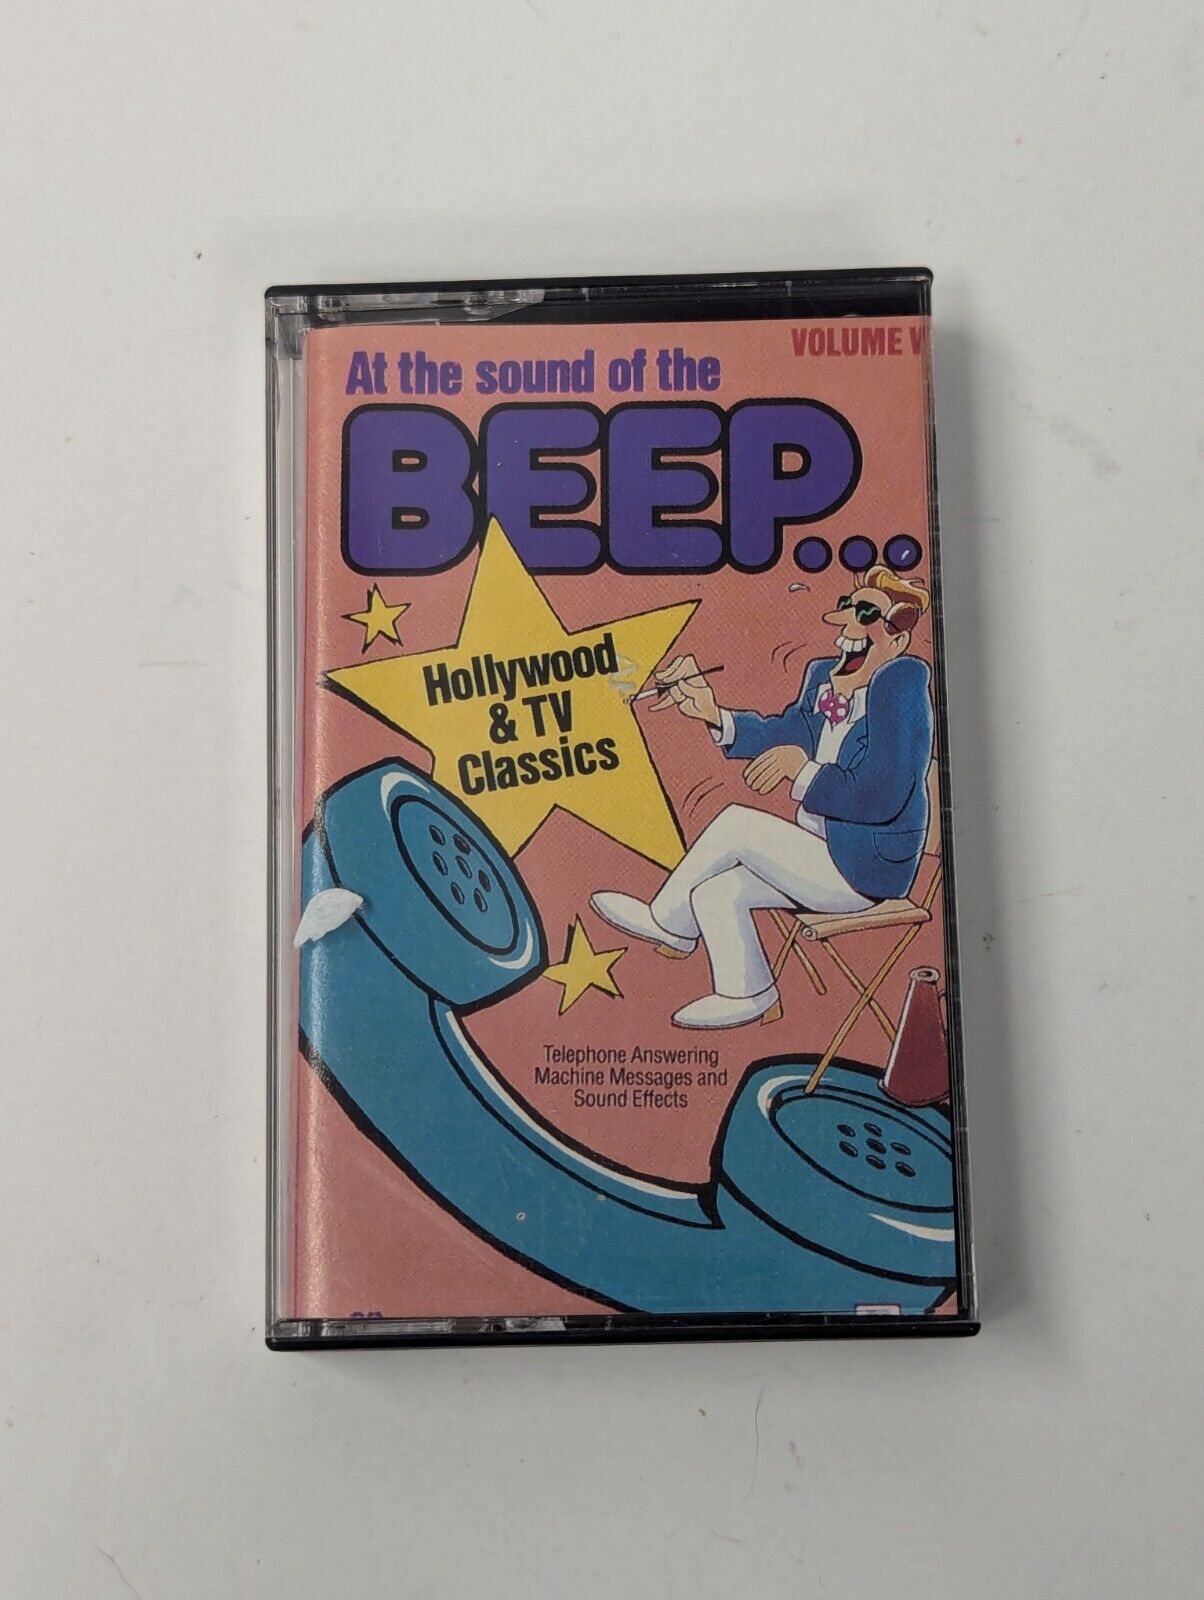 VOLUME V
At the sound of the
BEEP...
Hollywood
& TV
Classics
Telephone Answering
Machine Messages and
Sound Effects